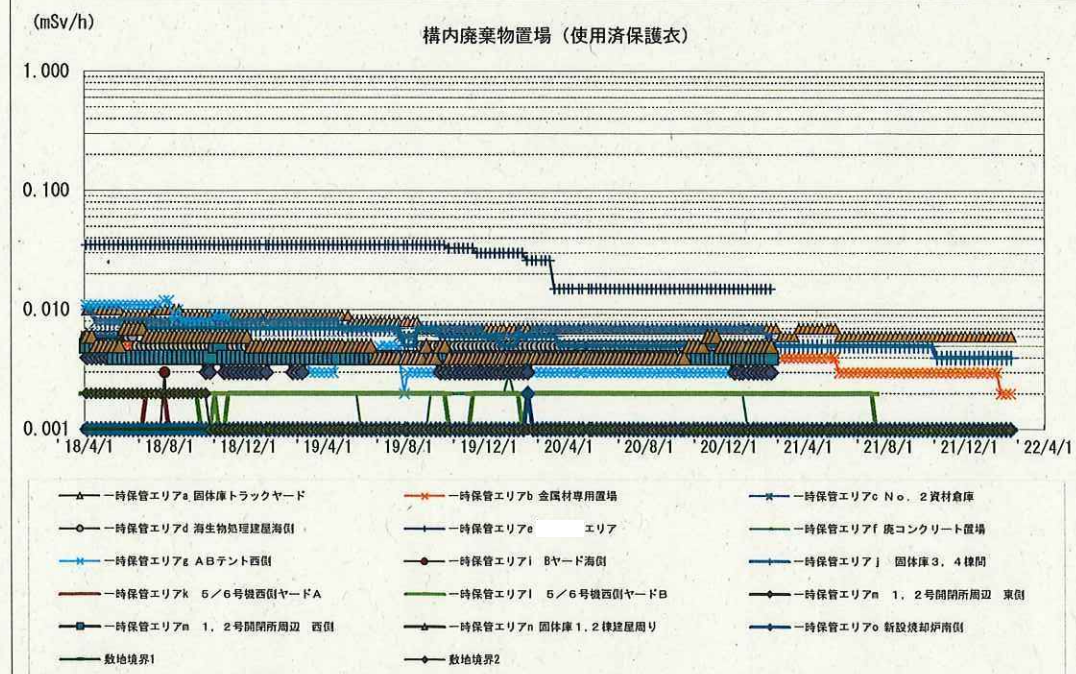 (mSv/h)
構内廃棄物置場（使用済保護衣）
1.000
0.100
0.010
0.001
18/4/1 18/8/1 18/12/1 19/4/1 19/8/1 19/12/1 20/4/1 20/8/1 20/12/1 21/4/1 21/8/1 21/12/1 22/4/1
一時保管エリアa 固体庫トラックヤード 一時保管エリアb 金属材専用置場 一時保管エリアc No.2資材倉庫
一時保管エリアd 海生物処理建屋海側 一時保管エリアe エリア 一時保管エリアf 廃コンクリート置場
一時保管エリアg ABテント西側 一時保管エリアi Bヤード海側 一時保管エリアj 固体庫3,4棟間
一時保管エリアk 5/6号機西側ヤードA 一時保管エリアl 5/6号機西側ヤードB 一時保管エリアm 1,2号開閉所周辺 東側
一時保管エリアm 1,2号開閉所周辺 西側 一時保管エリアn 固体庫1,2棟建屋周り 一時保管エリアo 新設焼却炉南側
敷地境界1 敷地境界2